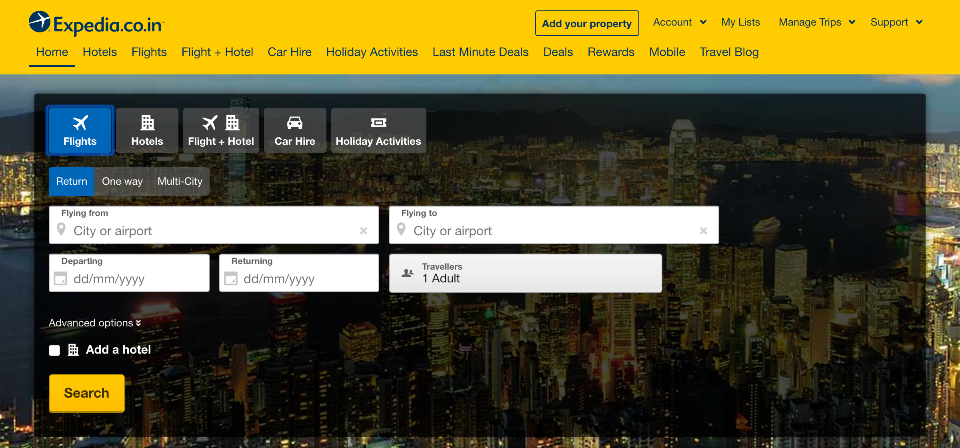 Expedia.co.in
Add your property
Account My Lists Manage Trips Support
Home Hotels Flights Flight + Hotel Car Hire Holiday Activities Last Minute Deals Deals Rewards Mobile Travel Blog
Flights Hotels Flight + Hotel Car Hire Holiday Activities
Return One way Multi-City
Flying from Flying to
City or airport City or airport
Departing Returning Travellers
dd/mm/yyyy dd/mm/yyyy 1 Adult
Advanced options
Add a hotel
Search